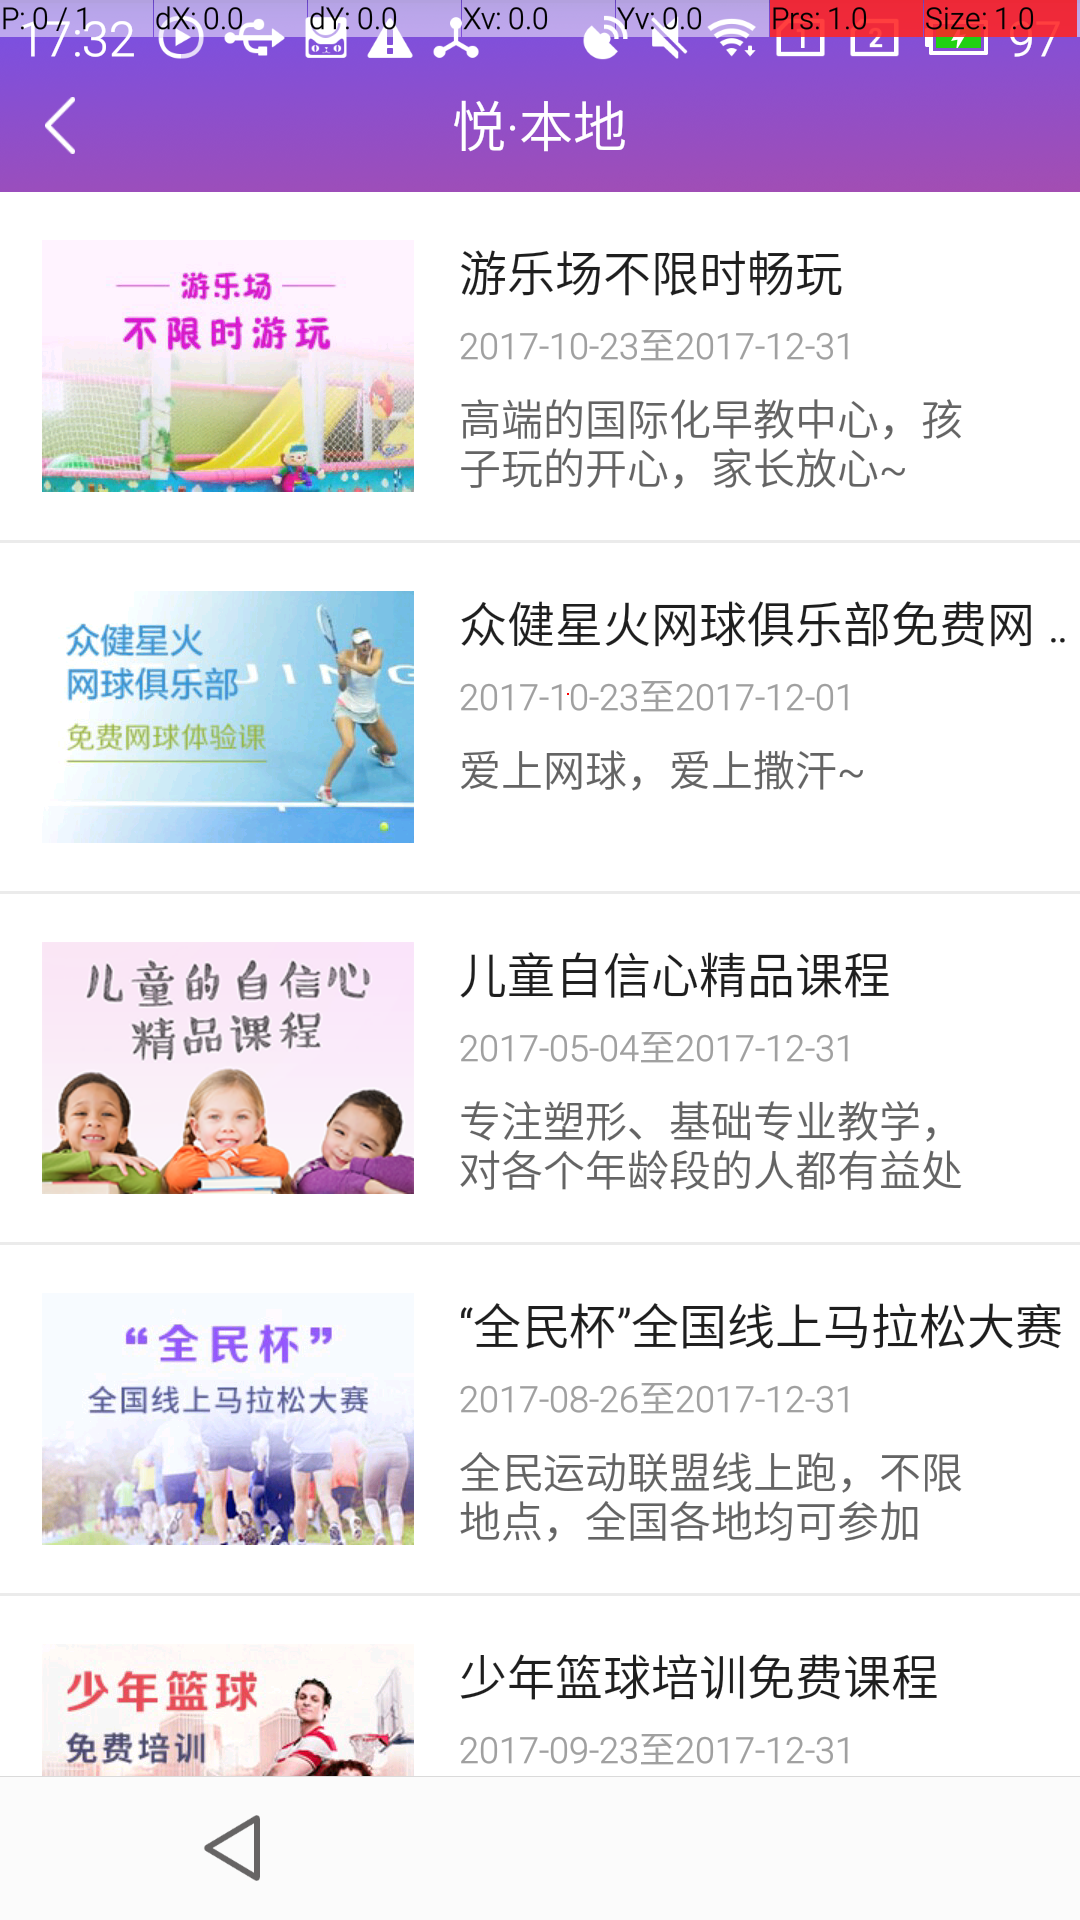 P: 0 / 1 dX: 0.0 dY: 0.0 Xv: 0.0 Yv: 0.0 Prs: 1.0 Size: 1.0
17:32 1 2 97
悦·本地
游乐场
不限时游玩
游乐场不限时畅玩
2017-10-23至2017-12-31
高端的国际化早教中心，孩
子玩的开心，家长放心~
众健星火
网球俱乐部
免费网球体验课
众健星火网球俱乐部免费网 ..
2017-10-23至2017-12-01
爱上网球，爱上撒汗~
儿童的自信心
精品课程
儿童自信心精品课程
2017-05-04至2017-12-31
专注塑形、基础专业教学，
对各个年龄段的人都有益处
“全民杯”
全国线上马拉松大赛
“全民杯”全国线上马拉松大赛
2017-08-26至2017-12-31
全民运动联盟线上跑，不限
地点，全国各地均可参加
少年篮球
免费培训
少年篮球培训免费课程
2017-09-23至2017-12-31